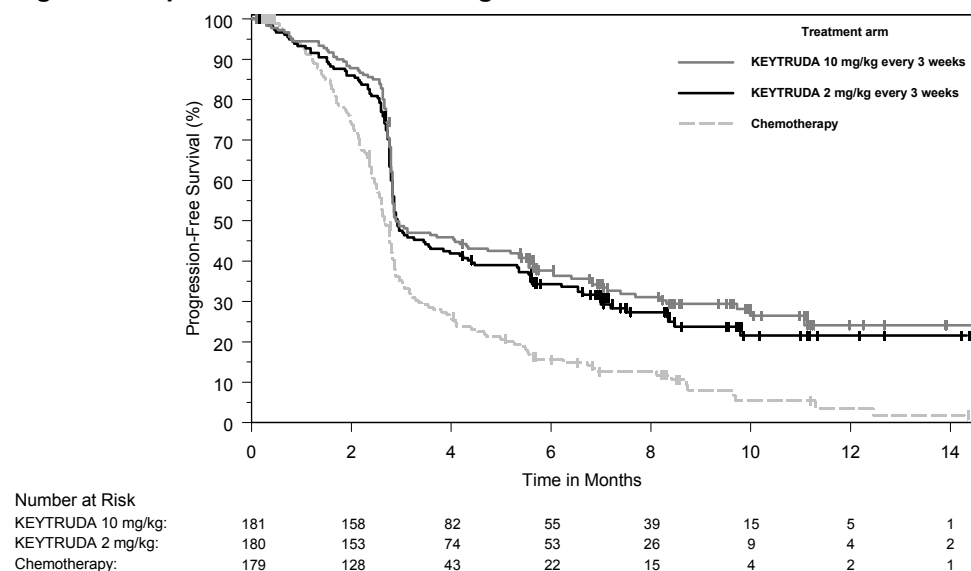 Treatment arm
KEYTRUDA 10 mg/kg every 3 weeks
KEYTRUDA 2 mg/kg every 3 weeks
Chemotherapy
Progression-Free Survival (%)
100
90
80
70
60
50
40
30
20
10
0
0 2 4 6 8 10 12 14
Time in Months
Number at Risk
KEYTRUDA 10 mg/kg: 181 158 82 55 39 15 5 1
KEYTRUDA 2 mg/kg: 180 153 74 53 26 9 4 2
Chemotherapy: 179 128 43 22 15 4 2 1